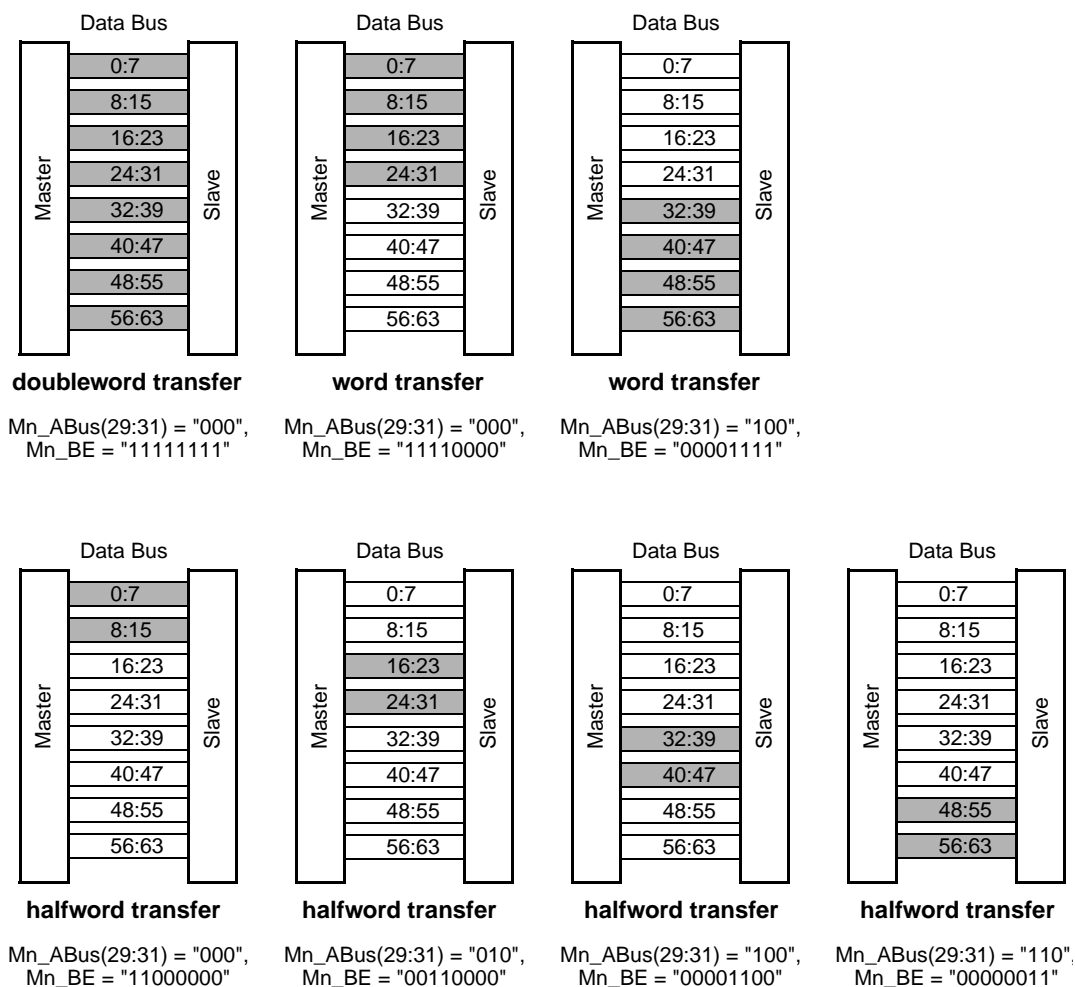 Data Bus Data Bus Data Bus
0:7 0:7 0:7
8:15 8:15 8:15
16:23 16:23 16:23
24:31 24:31 24:31
Master Slave Master Slave Master Slave
32:39 32:39 32:39
40:47 40:47 40:47
48:55 48:55 48:55
56:63 56:63 56:63
doubleword transfer word transfer word transfer
Mn_ABus(29:31) = "000", Mn_ABus(29:31) = "000", Mn_ABus(29:31) = "100",
Mn_BE = "11111111" Mn_BE = "11110000" Mn_BE = "00001111"
Data Bus Data Bus Data Bus Data Bus
0:7 0:7 0:7 0:7
8:15 8:15 8:15 8:15
16:23 16:23 16:23 16:23
24:31 24:31 24:31 24:31
Master Slave Master Slave Master Slave Master Slave
32:39 32:39 32:39 32:39
40:47 40:47 40:47 40:47
48:55 48:55 48:55 48:55
56:63 56:63 56:63 56:63
halfword transfer halfword transfer halfword transfer halfword transfer
Mn_ABus(29:31) = "000", Mn_ABus(29:31) = "010", Mn_ABus(29:31) = "100", Mn_ABus(29:31) = "110",
Mn_BE = "11000000" Mn_BE = "00110000" Mn_BE = "00001100" Mn_BE = "00000011"